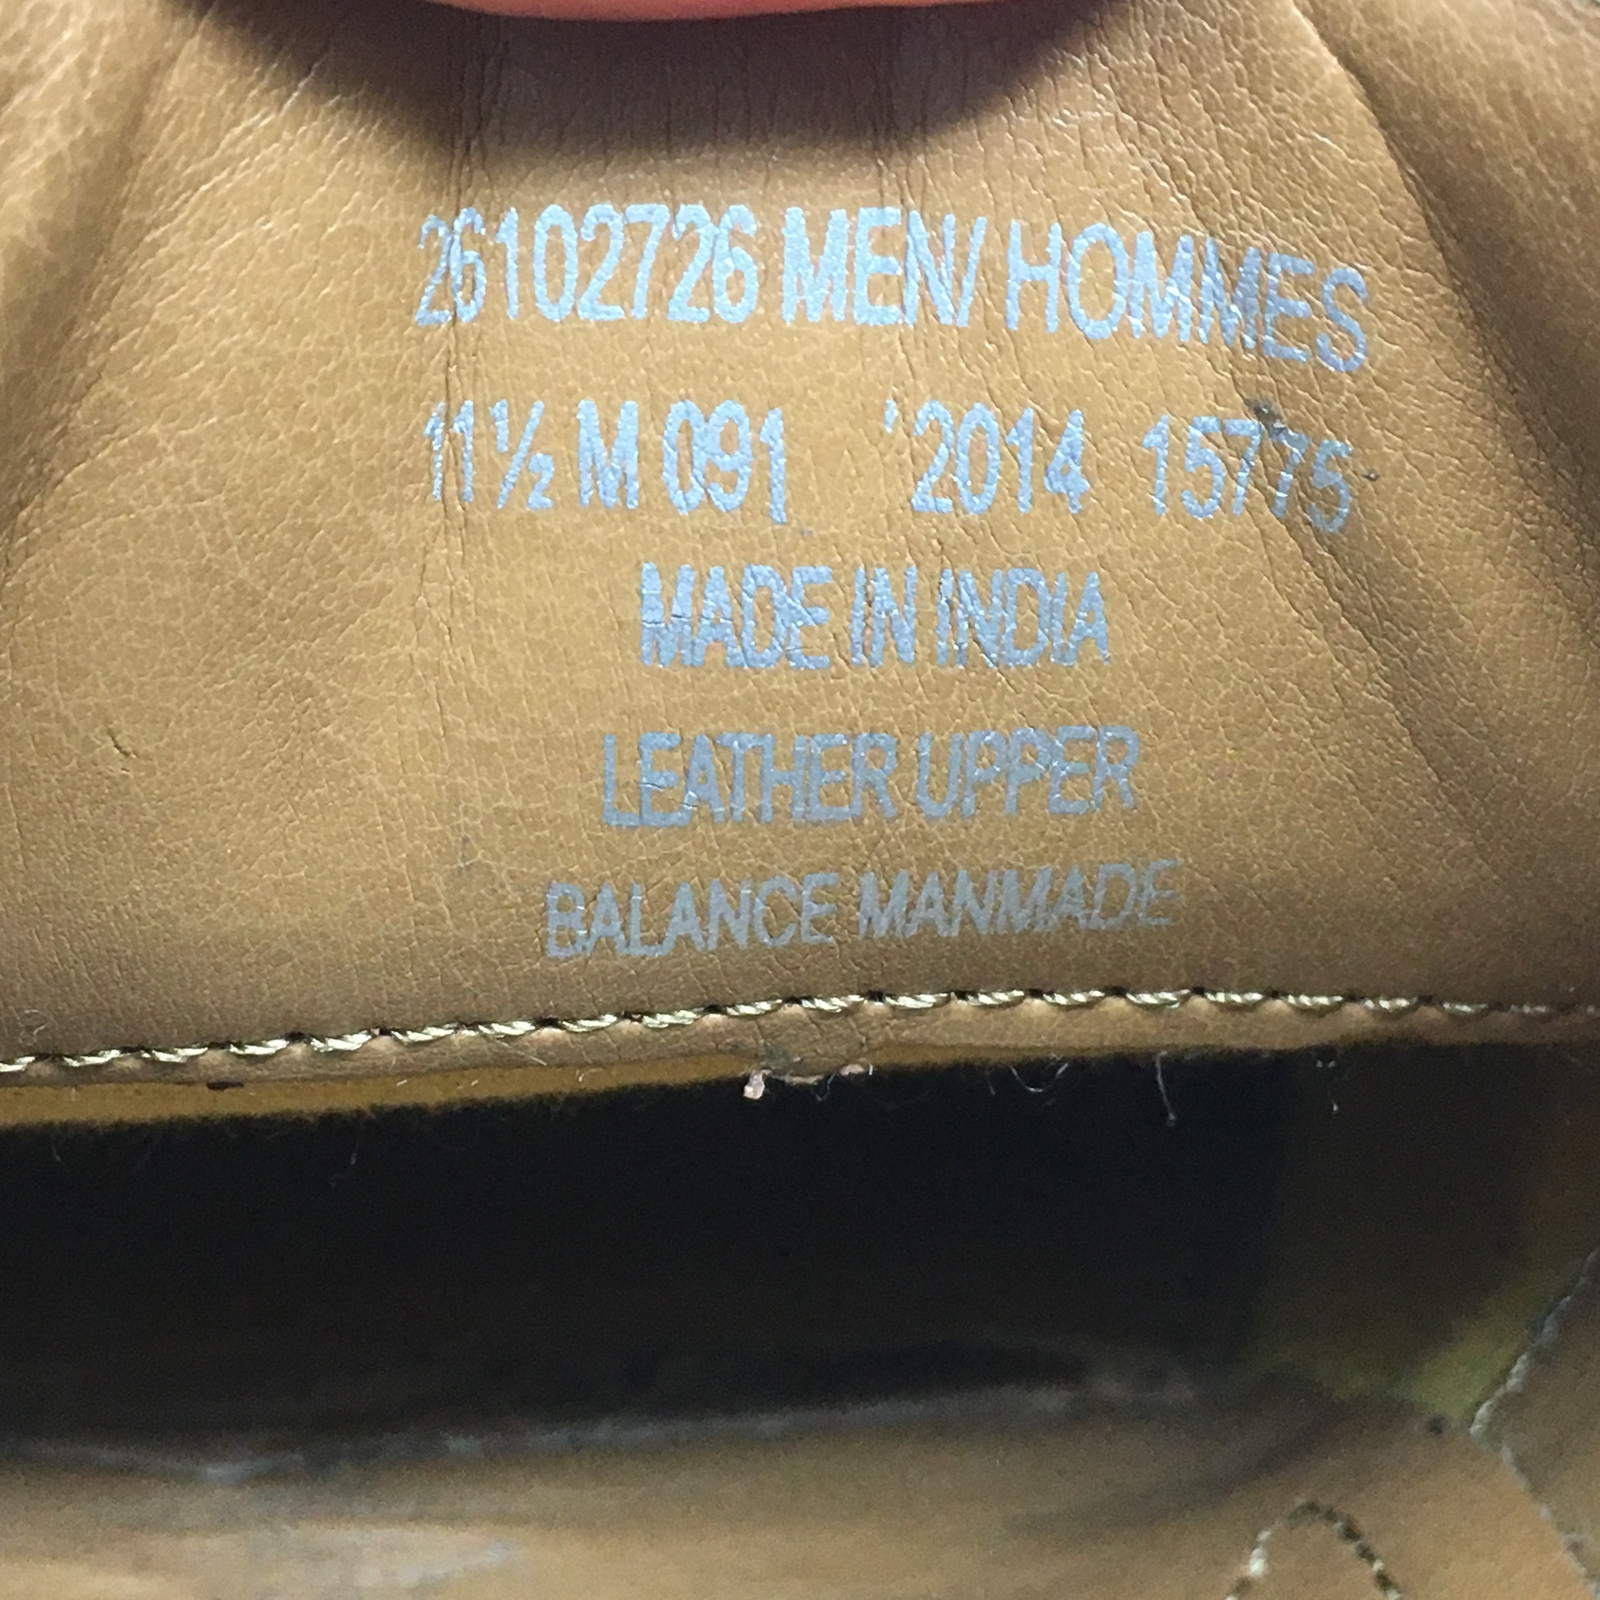 26102726 MEN/ HOMMES
11½ M 091 '2014 15775
MADE IN INDIA
LEATHER UPPER
BALANCE MANMADE